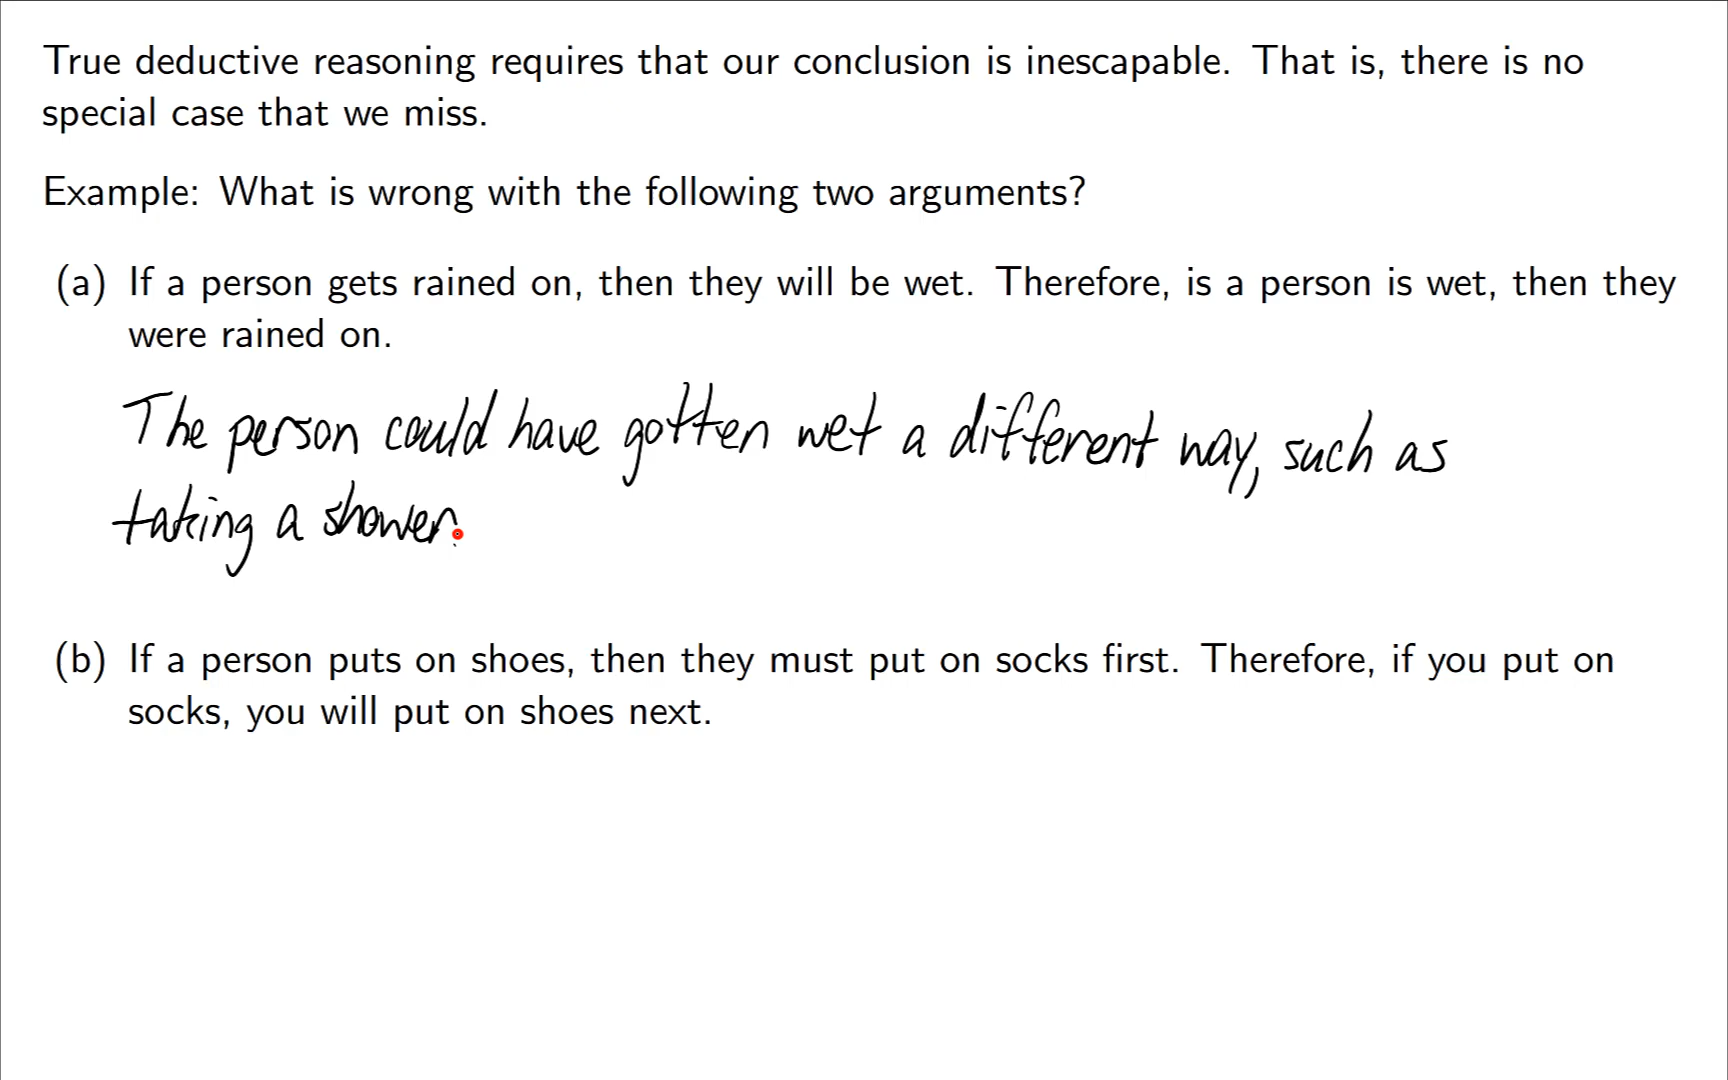 True deductive reasoning requires that our conclusion is inescapable. That is, there is no
special case that we miss.
Example: What is wrong with the following two arguments?
(a) If a person gets rained on, then they will be wet. Therefore, is a person is wet, then they
were rained on.
The person could have gotten wet a different way, such as
taking a shower.
(b) If a person puts on shoes, then they must put on socks first. Therefore, if you put on
socks, you will put on shoes next.